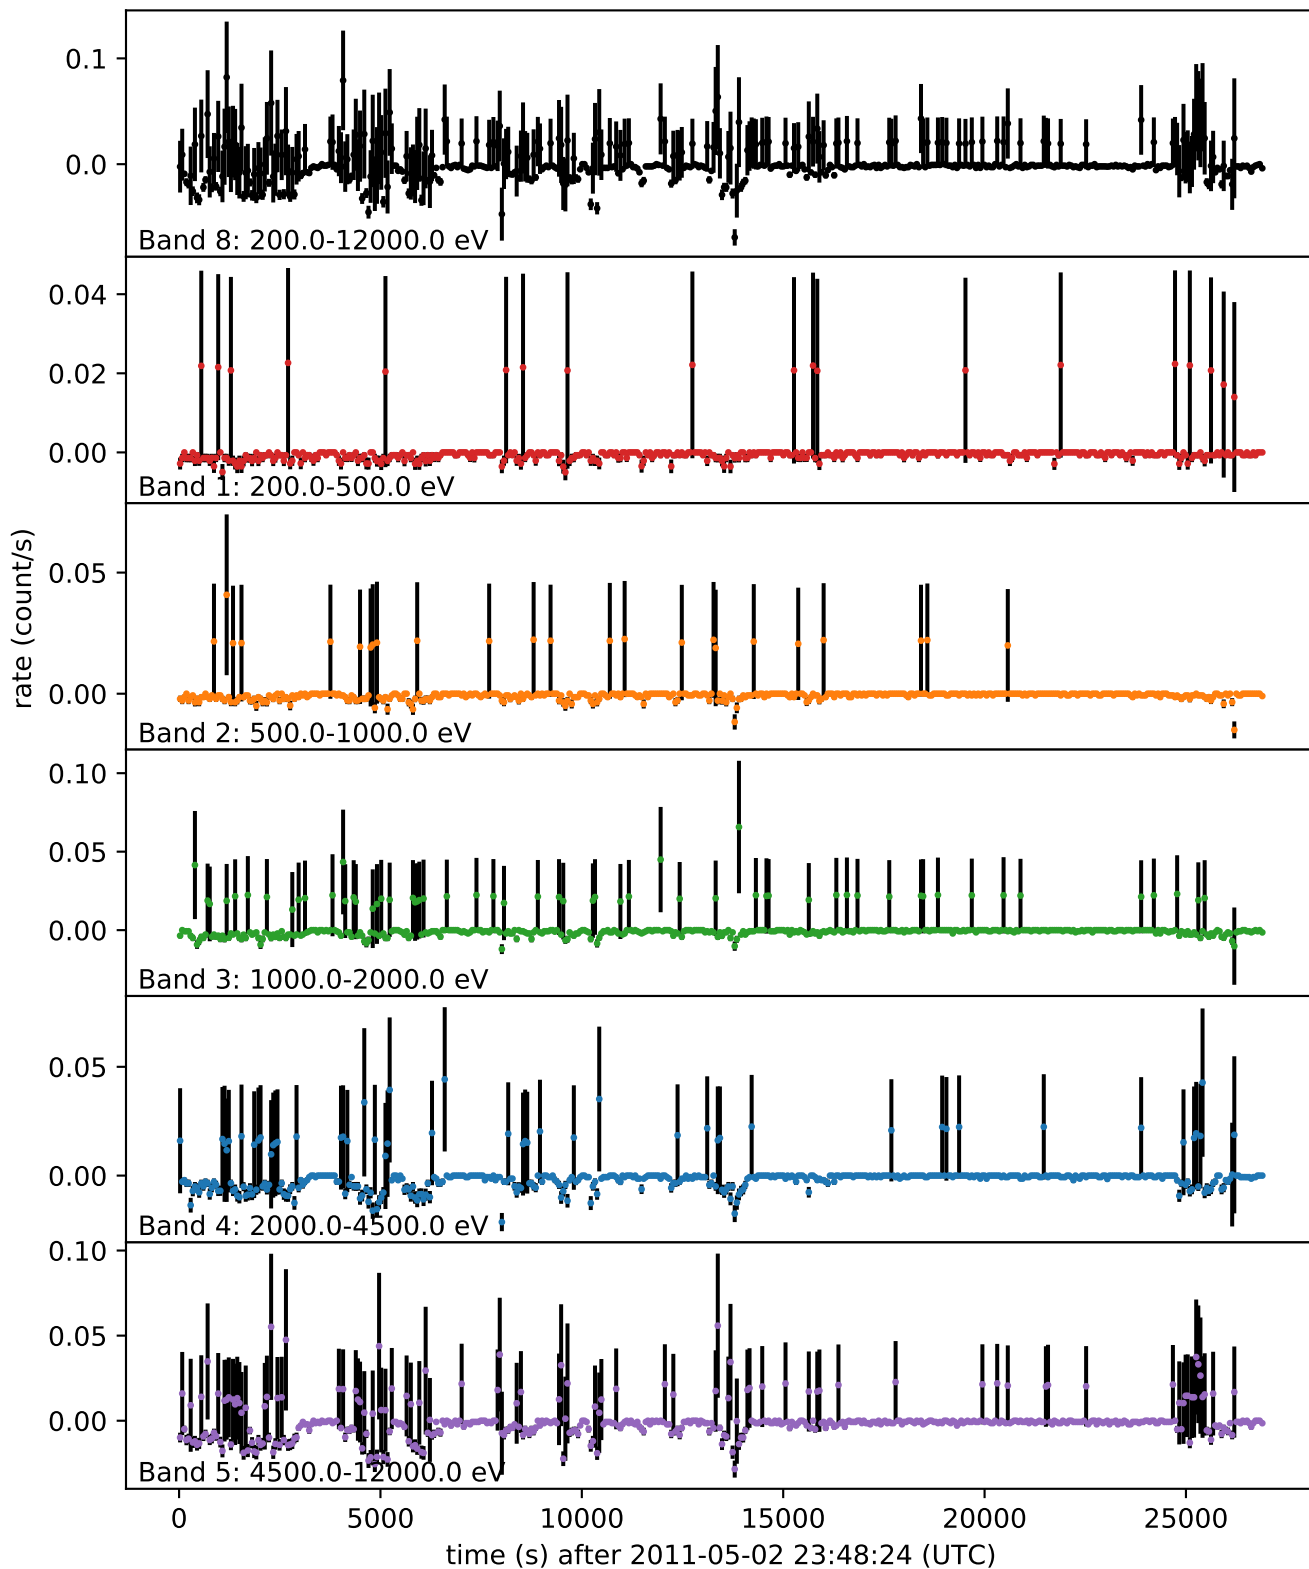 0.1
0.0
Band 8: 200.0-12000.0 eV
0.04
0.02
0.00
Band 1: 200.0-500.0 eV
0.05
0.00
Band 2: 500.0-1000.0 eV
rate (count/s)
0.10
0.05
0.00
Band 3: 1000.0-2000.0 eV
0.05
0.00
Band 4: 2000.0-4500.0 eV
0.10
0.05
0.00
Band 5: 4500.0-12000.0 eV
0 5000 10000 15000 20000 25000
time (s) after 2011-05-02 23:48:24 (UTC)